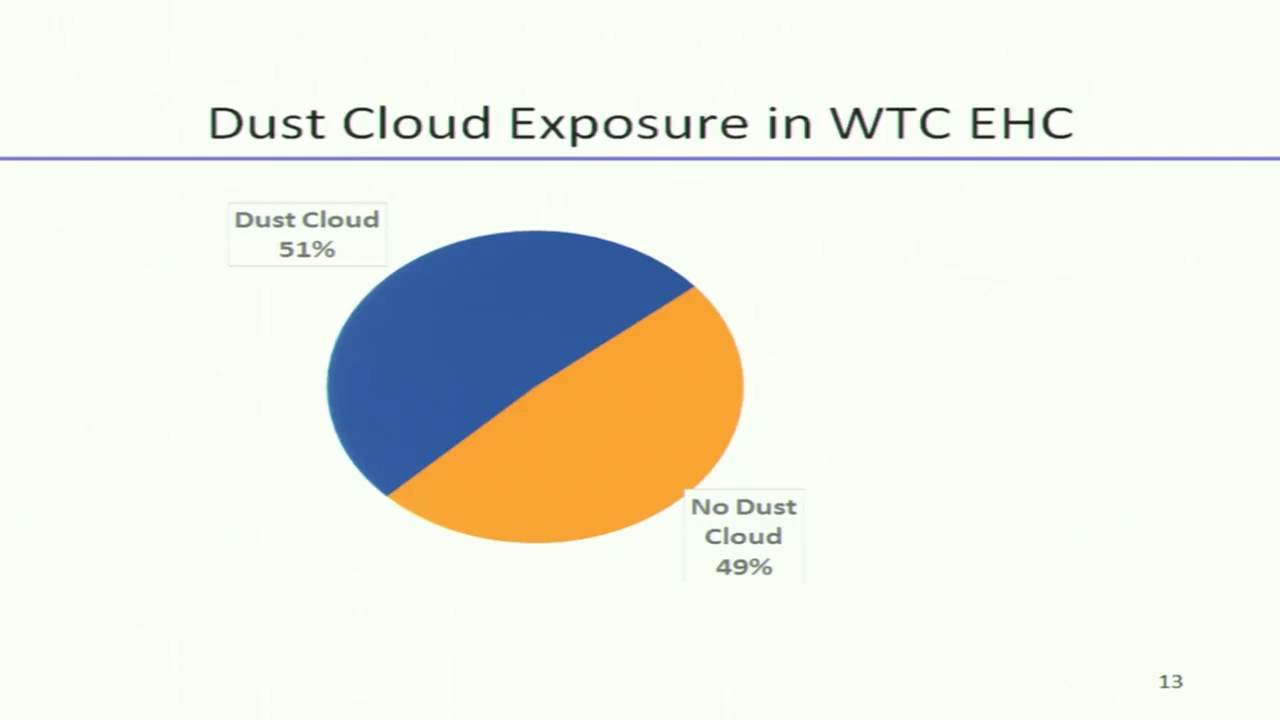 Dust Cloud Exposure in WTC EHC
Dust Cloud
51%
No Dust
Cloud
49%
13